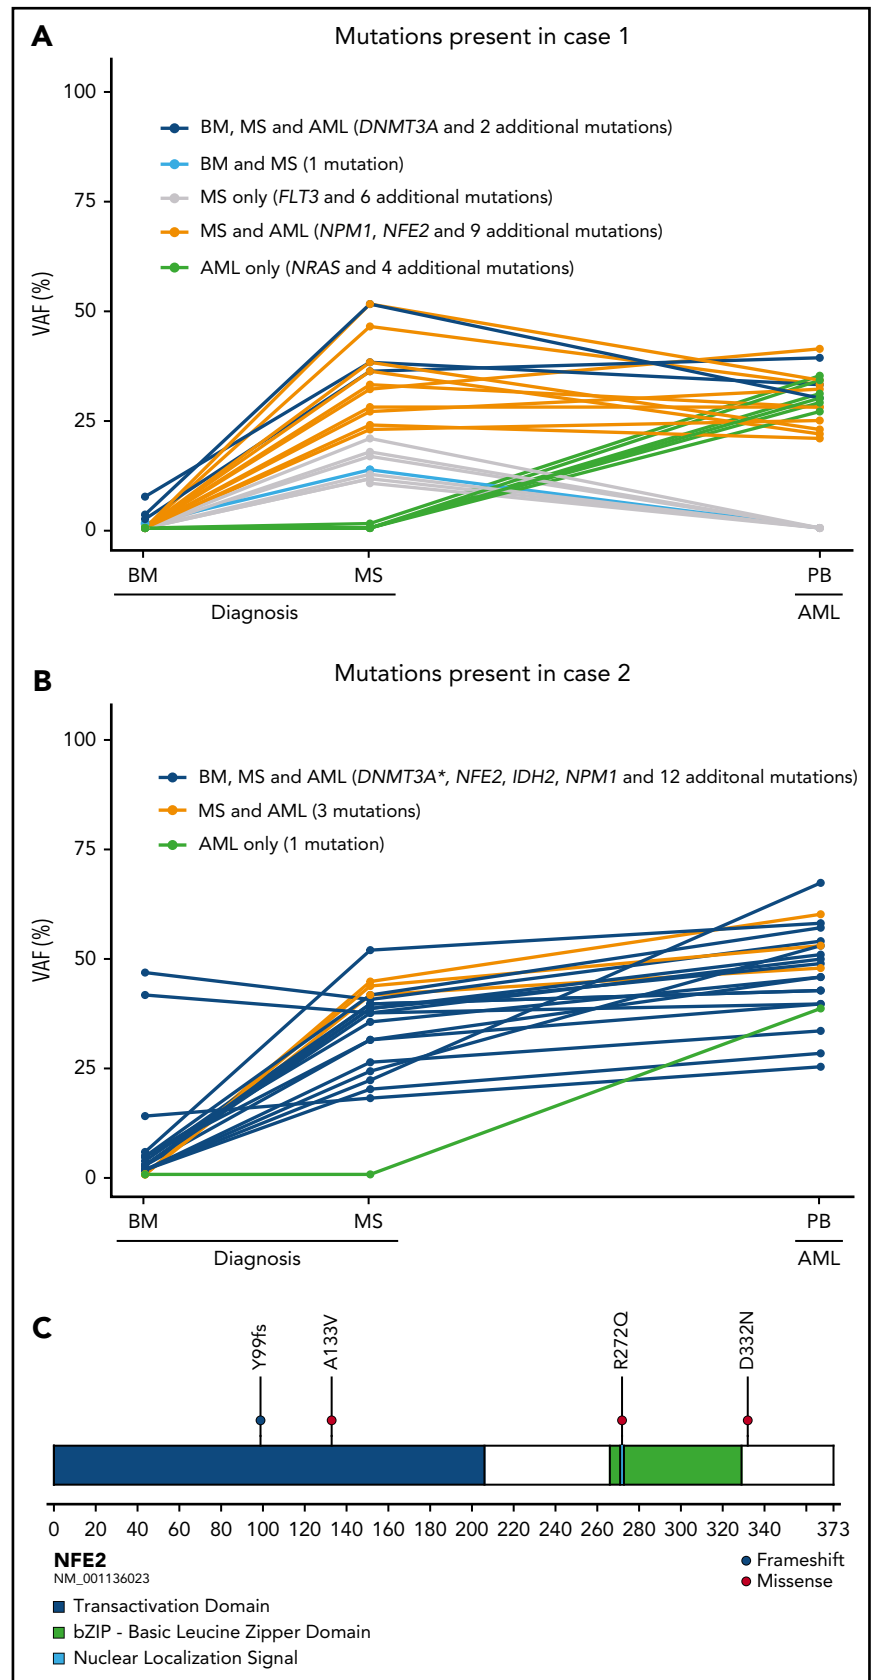 A
Mutations present in case 1
100
75
50
25
0
VAF (%)
BM, MS and AML (DNMT3A and 2 additional mutations)
BM and MS (1 mutation)
MS only (FLT3 and 6 additional mutations)
MS and AML (NPM1, NFE2 and 9 additional mutations)
AML only (NRAS and 4 additional mutations)
BM MS PB
Diagnosis AML
B
Mutations present in case 2
100
75
50
25
0
VAF (%)
BM, MS and AML (DNMT3A*, NFE2, IDH2, NPM1 and 12 additonal mutations)
MS and AML (3 mutations)
AML only (1 mutation)
BM MS PB
Diagnosis AML
C
Y99fs A133V R272Q D332N
0 20 40 60 80 100 120 140 160 180 200 220 240 260 280 300 320 340 373
NFE2
NM_001136023
Frameshift
Missense
Transactivation Domain
bZIP - Basic Leucine Zipper Domain
Nuclear Localization Signal